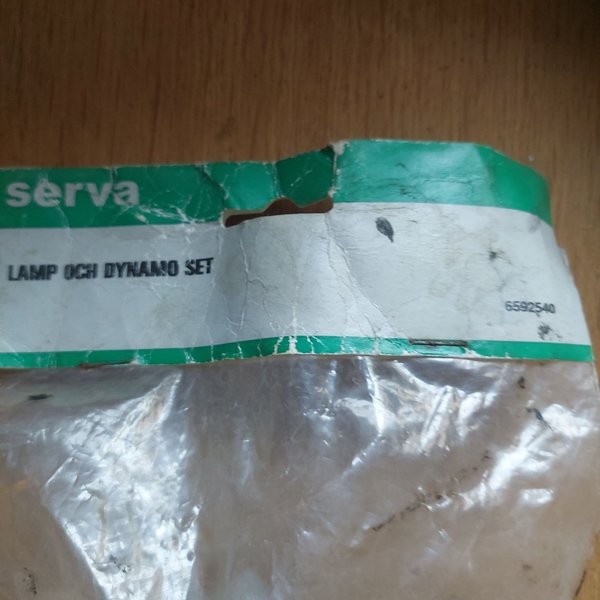 serva
LAMP OCH DYNAMO SET
6592540